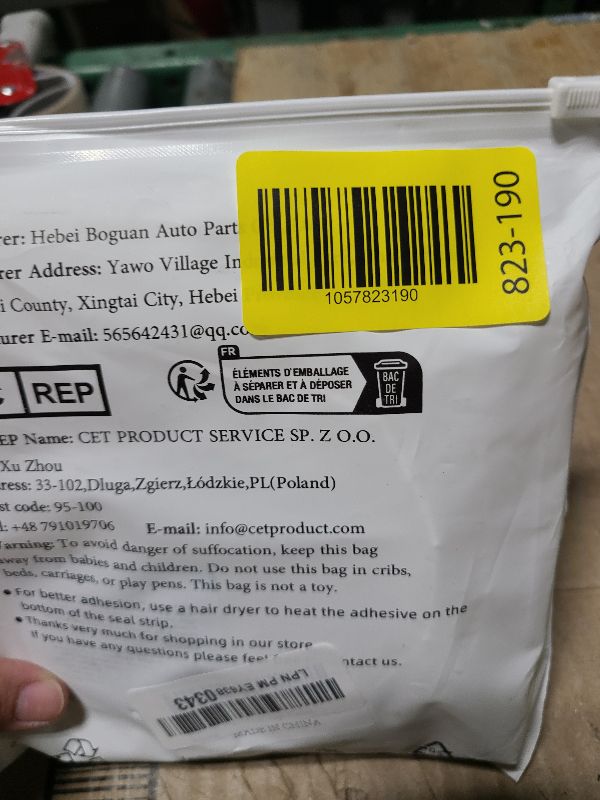 823-190
1057823190
rer: Hebei Boguan Auto Part
rer Address: Yawo Village In
i County, Xingtai City, Hebei
urer E-mail: 565642431@qq.co
FR
ÉLÉMENTS D'EMBALLAGE
À SÉPARER ET À DÉPOSER
DANS LE BAC DE TRI
BAC
DE
TRI
REP
EP Name: CET PRODUCT SERVICE SP. Z O.O.
Xu Zhou
ress: 33-102,Dluga,Zgierz,Łódzkie,PL(Poland)
st code: 95-100
l: +48 791019706 E-mail: info@cetproduct.com
Warning: To avoid danger of suffocation, keep this bag
away from babies and children. Do not use this bag in cribs,
beds, carriages, or play pens. This bag is not a toy.
• For better adhesion, use a hair dryer to heat the adhesive on the
bottom of the seal strip.
• Thanks very much for shopping in our store
If you have any questions please fee ntact us.
LPN PM EY4380343
MADE IN CHINA